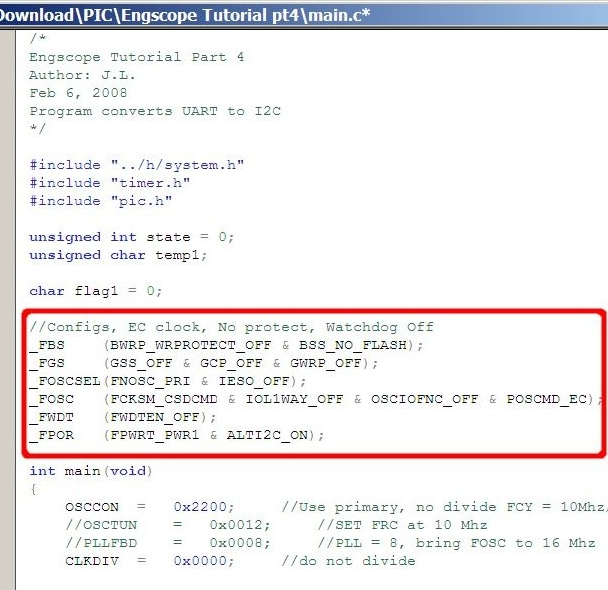 Download\PIC\Engscope Tutorial pt4\main.c*
/*
Engscope Tutorial Part 4
Author: J.L.
Feb 6, 2008
Program converts UART to I2C
*/
#include "../h/system.h"
#include "timer.h"
#include "pic.h"
unsigned int state = 0;
unsigned char temp1;
char flag1 = 0;
//Configs, EC clock, No protect, Watchdog Off
_FBS (BWRP_WRPROTECT_OFF & BSS_NO_FLASH);
_FGS (GSS_OFF & GCP_OFF & GWRP_OFF);
_FOSCSEL(FNOSC_PRI & IESO_OFF);
_FOSC (FCKSM_CSDCMD & IOL1WAY_OFF & OSCIOFNC_OFF & POSCMD_EC);
_FWDT (FWDTEN_OFF);
_FPOR (FPWRT_PWR1 & ALTI2C_ON);
int main(void)
{
OSCCON = 0x2200; //Use primary, no divide FCY = 10Mhz,
//OSCTUN = 0x0012; //SET FRC at 10 Mhz
//PLLFBD = 0x0008; //PLL = 8, bring FOSC to 16 Mhz
CLKDIV = 0x0000; //do not divide